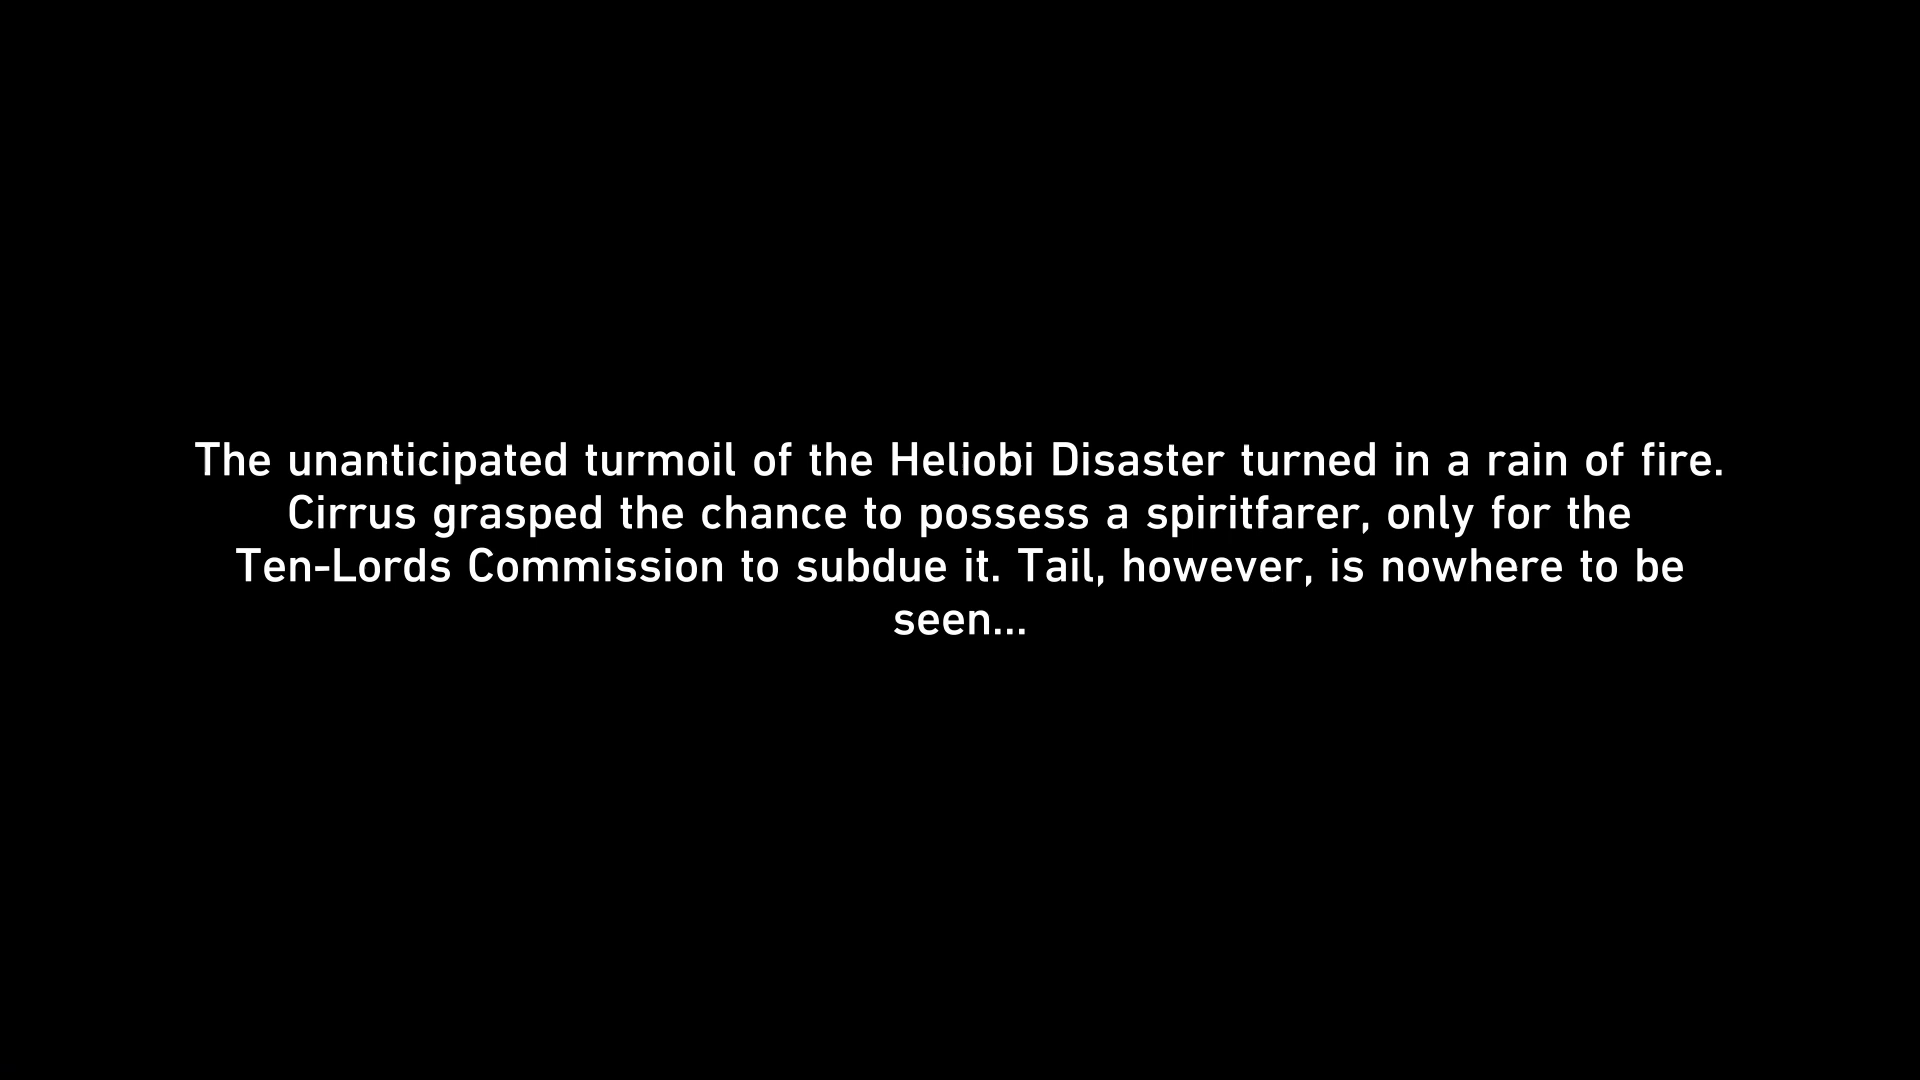 The unanticipated turmoil of the Heliobi Disaster turned in a rain of fire.
Cirrus grasped the chance to possess a spiritfarer, only for the
Ten-Lords Commission to subdue it. Tail, however, is nowhere to be
seen...